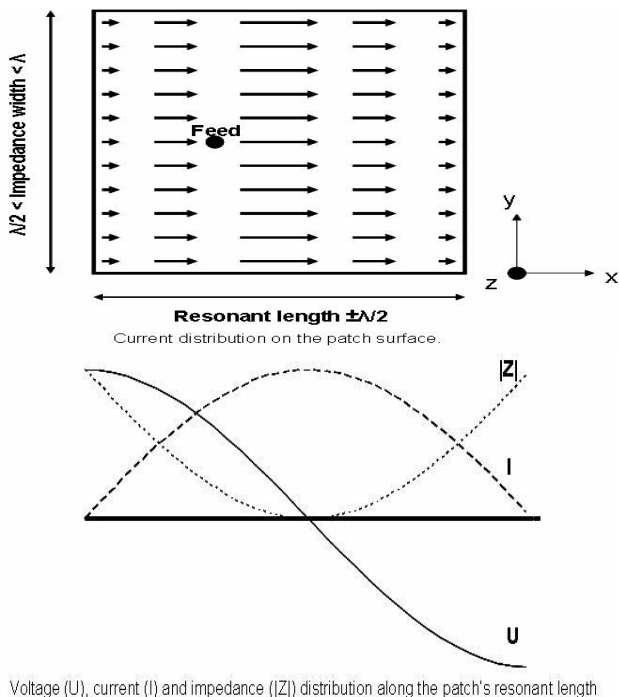 λ/2 < Impedance width < λ
Feed
y
z
x
Resonant length ±λ/2
Current distribution on the patch surface.
|Z|
I
U
Voltage (U), current (I) and impedance (|Z|) distribution along the patch's resonant length